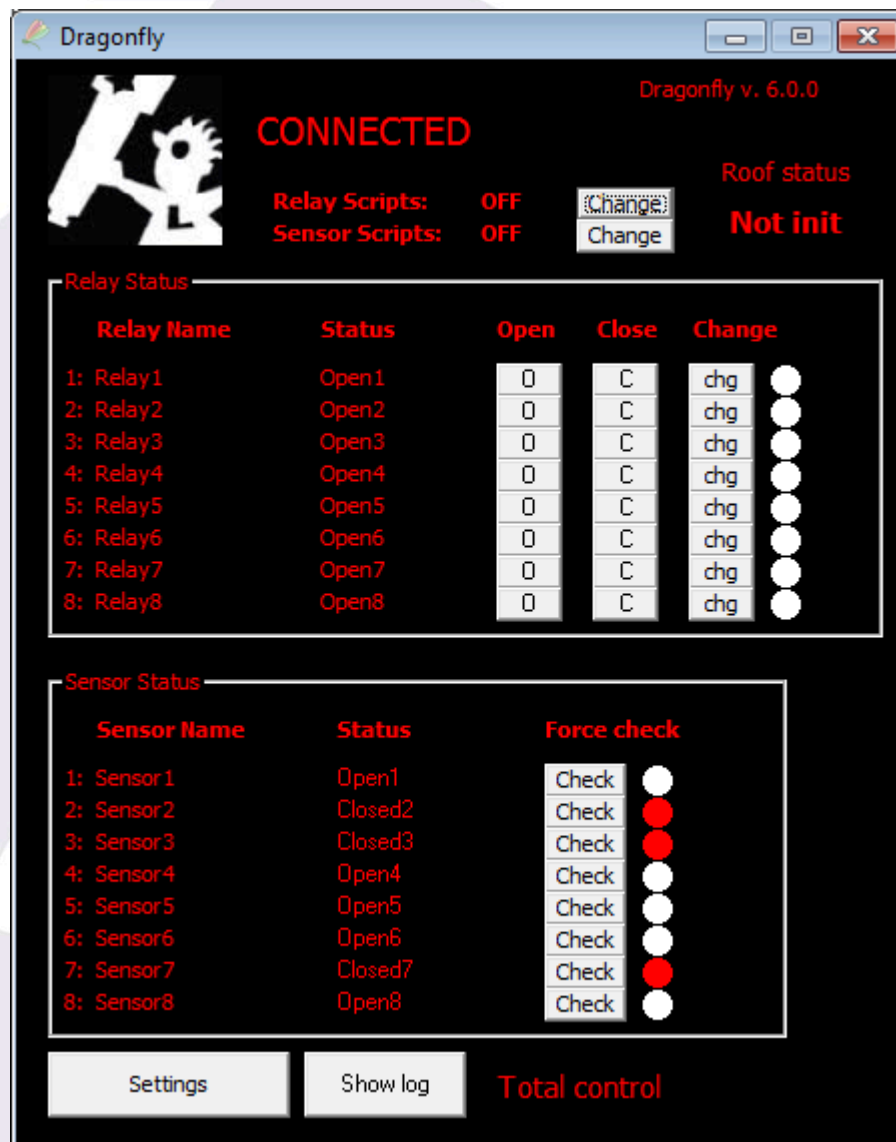 Dragonfly
Dragonfly v. 6.0.0
CONNECTED
Roof status
Relay Scripts: OFF Change
Not init
Sensor Scripts: OFF Change
L
Relay Status
Relay Name Status Open Close Change
1: Relay1 Open1 O C chg
2: Relay2 Open2 O C chg
3: Relay3 Open3 O C chg
4: Relay4 Open4 O C chg
5: Relay5 Open5 O C chg
6: Relay6 Open6 O C chg
7: Relay7 Open7 O C chg
8: Relay8 Open8 O C chg
Sensor Status
Sensor Name Status Force check
1: Sensor1 Open1 Check
2: Sensor2 Closed2 Check
3: Sensor3 Closed3 Check
4: Sensor4 Open4 Check
5: Sensor5 Open5 Check
6: Sensor6 Open6 Check
7: Sensor7 Closed7 Check
8: Sensor8 Open8 Check
Settings Show log Total control